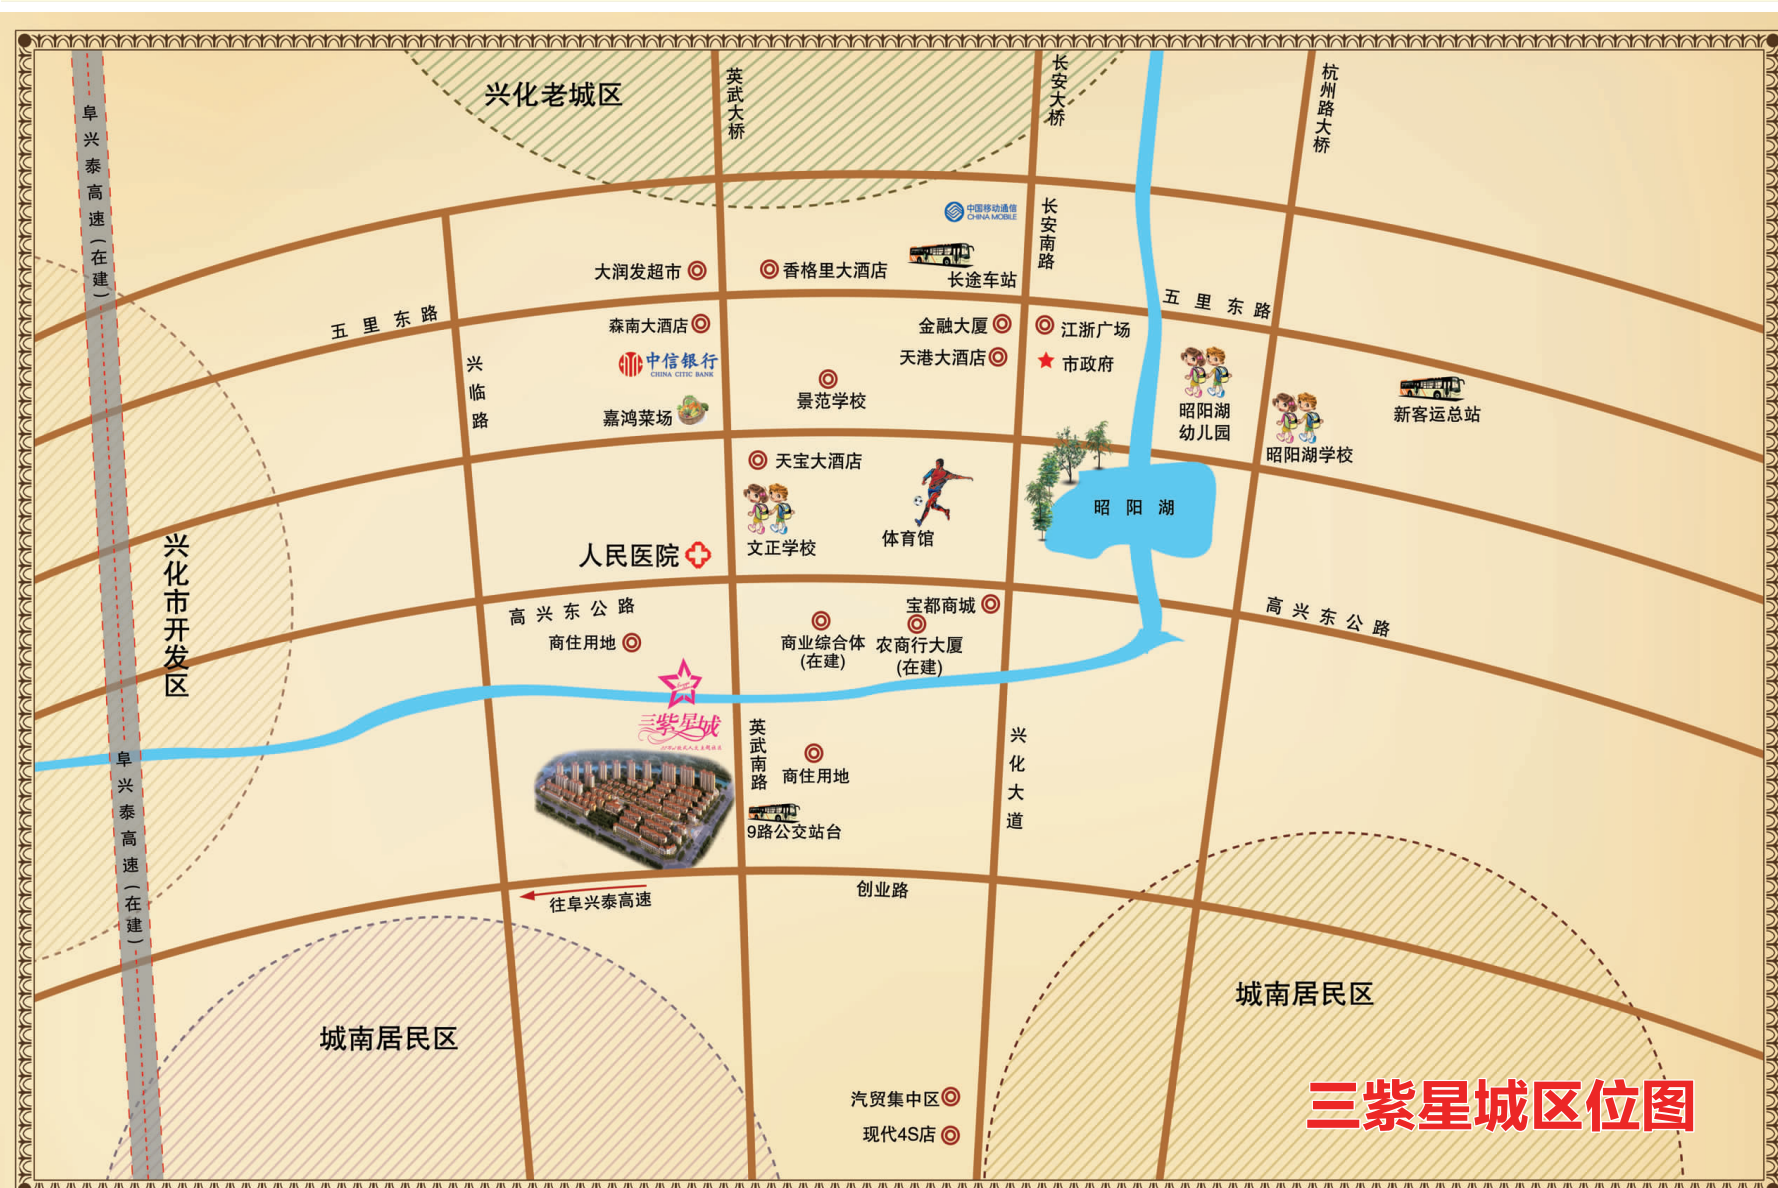 兴化老城区
英武大桥
长安大桥
杭州路大桥
阜兴泰高速(在建)
中国移动通信
CHINA MOBILE
长安南路
大润发超市
香格里大酒店
长途车站
五里东路
五里东路
森南大酒店
金融大厦
江浙广场
中信银行
CHINA CITIC BANK
天港大酒店
市政府
兴临路
景范学校
嘉鸿菜场
昭阳湖
幼儿园
昭阳湖学校
新客运总站
天宝大酒店
昭阳湖
文正学校
体育馆
人民医院
兴化市开发区
高兴东公路
宝都商城
高兴东公路
商住用地
商业综合体
(在建)
农商行大厦
(在建)
三紫星城
英武南路
兴化大道
阜兴泰高速(在建)
商住用地
9路公交站台
往阜兴泰高速
创业路
城南居民区
城南居民区
汽贸集中区
现代4S店
三紫星城区位图